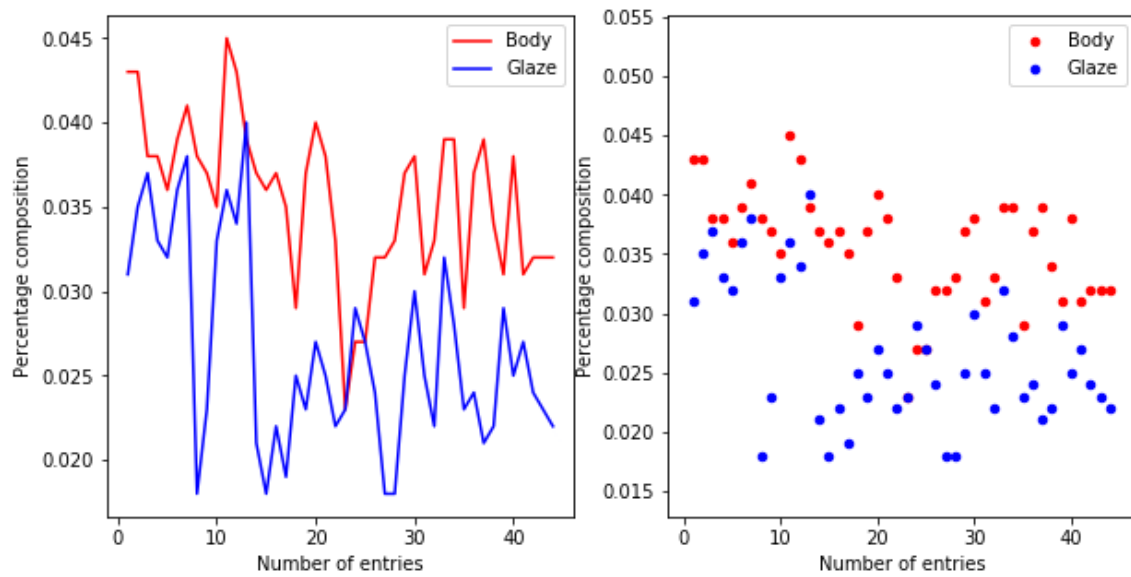 Body
Glaze
0.045
0.040
0.035
0.030
0.025
0.020
Percentage composition
0 10 20 30 40
Number of entries
Body
Glaze
0.055
0.050
0.045
0.040
0.035
0.030
0.025
0.020
0.015
Percentage composition
0 10 20 30 40
Number of entries